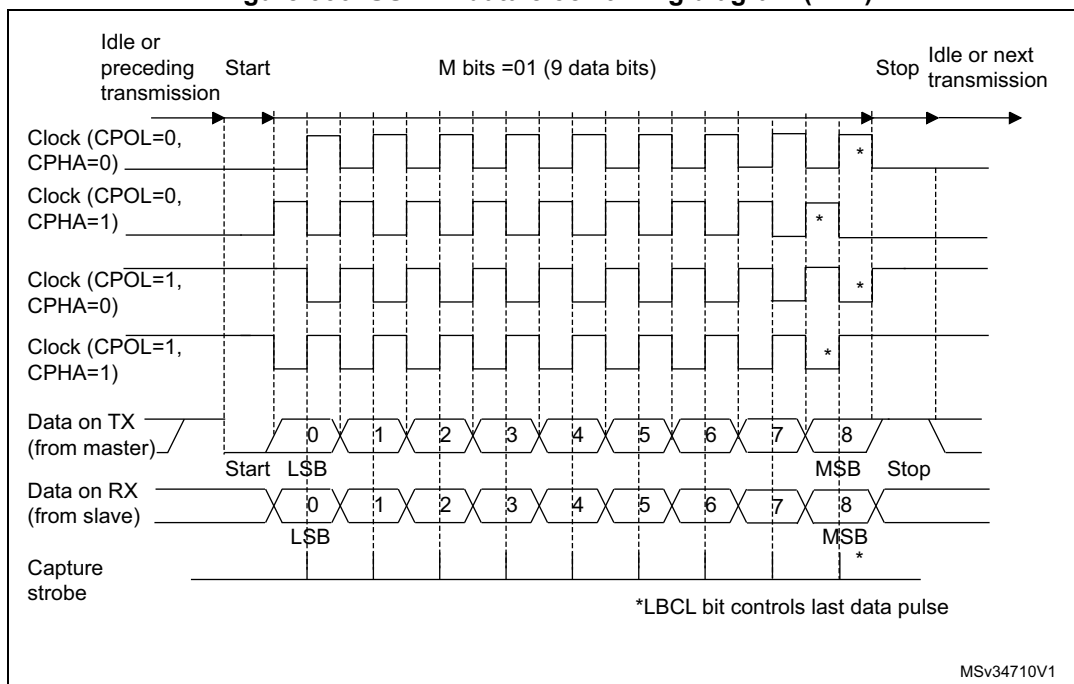 Idle or
preceding
transmission
Start
M bits =01 (9 data bits)
Stop
Idle or next
transmission
Clock (CPOL=0,
CPHA=0)
*
Clock (CPOL=0,
CPHA=1)
*
Clock (CPOL=1,
CPHA=0)
*
Clock (CPOL=1,
CPHA=1)
*
Data on TX
(from master)
0 1 2 3 4 5 6 7 8
Start LSB MSB Stop
Data on RX
(from slave)
0 1 2 3 4 5 6 7 8
LSB MSB
Capture
strobe
*
*LBCL bit controls last data pulse
MSv34710V1